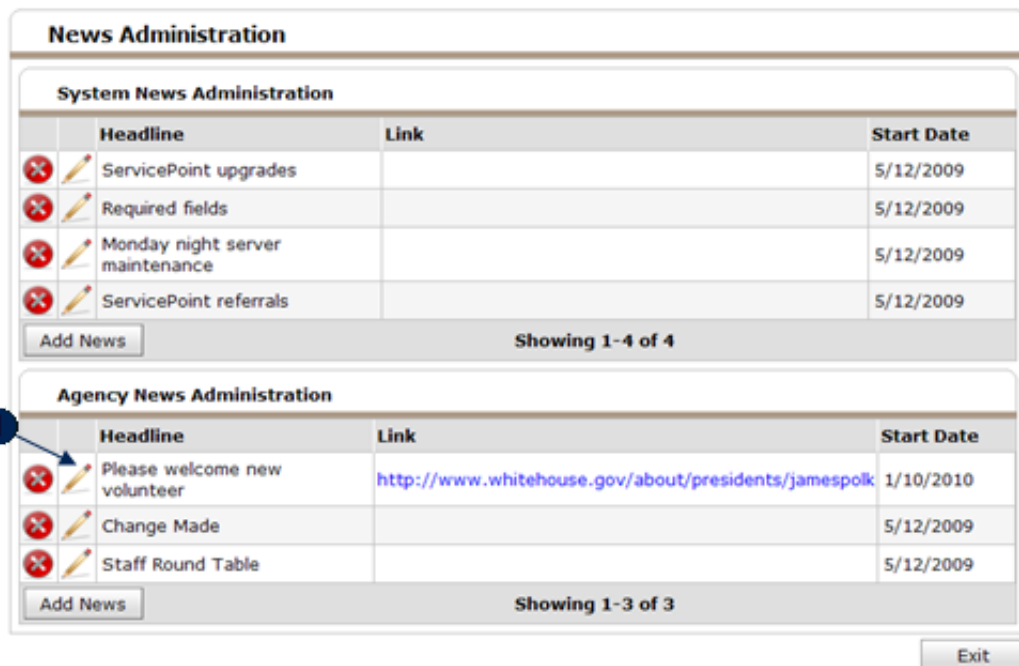 News Administration
System News Administration
Headline Link Start Date
ServicePoint upgrades 5/12/2009
Required fields 5/12/2009
Monday night server
maintenance 5/12/2009
ServicePoint referrals 5/12/2009
Add News Showing 1-4 of 4
Agency News Administration
Headline Link Start Date
Please welcome new
volunteer http://www.whitehouse.gov/about/presidents/jamespolk 1/10/2010
Change Made 5/12/2009
Staff Round Table 5/12/2009
Add News Showing 1-3 of 3
Exit